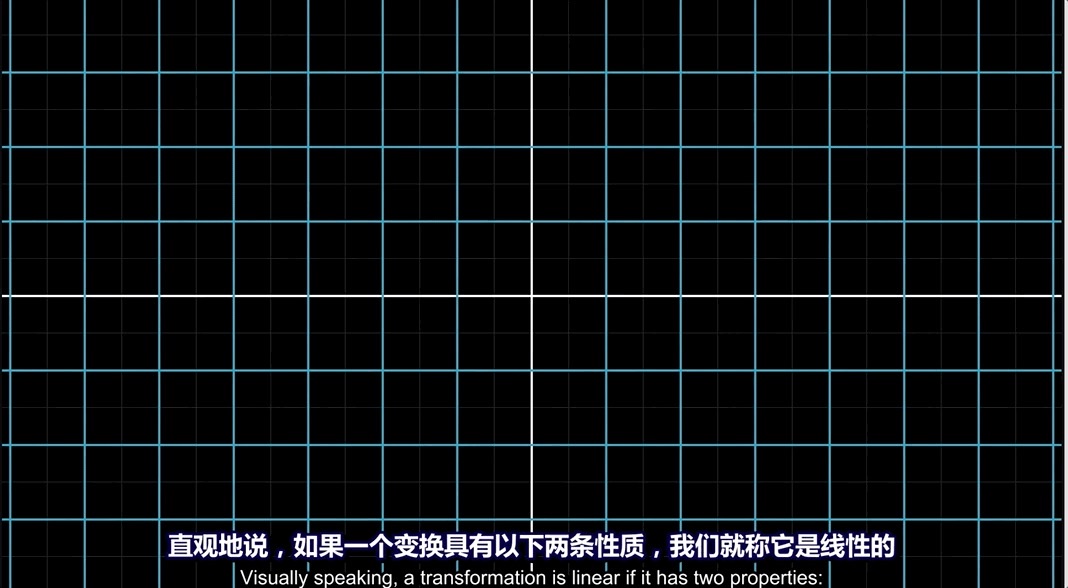 直观地说，如果一个变换具有以下两条性质，我们就称它是线性的
Visually speaking, a transformation is linear if it has two properties: